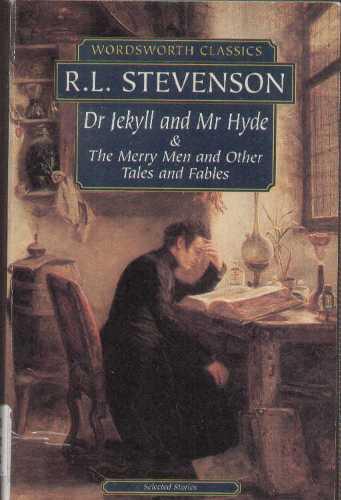 WORDSWORTH CLASSICS
R.L. STEVENSON
Dr Jekyll and Mr Hyde
&
The Merry Men and Other
Tales and Fables
Selected Stories